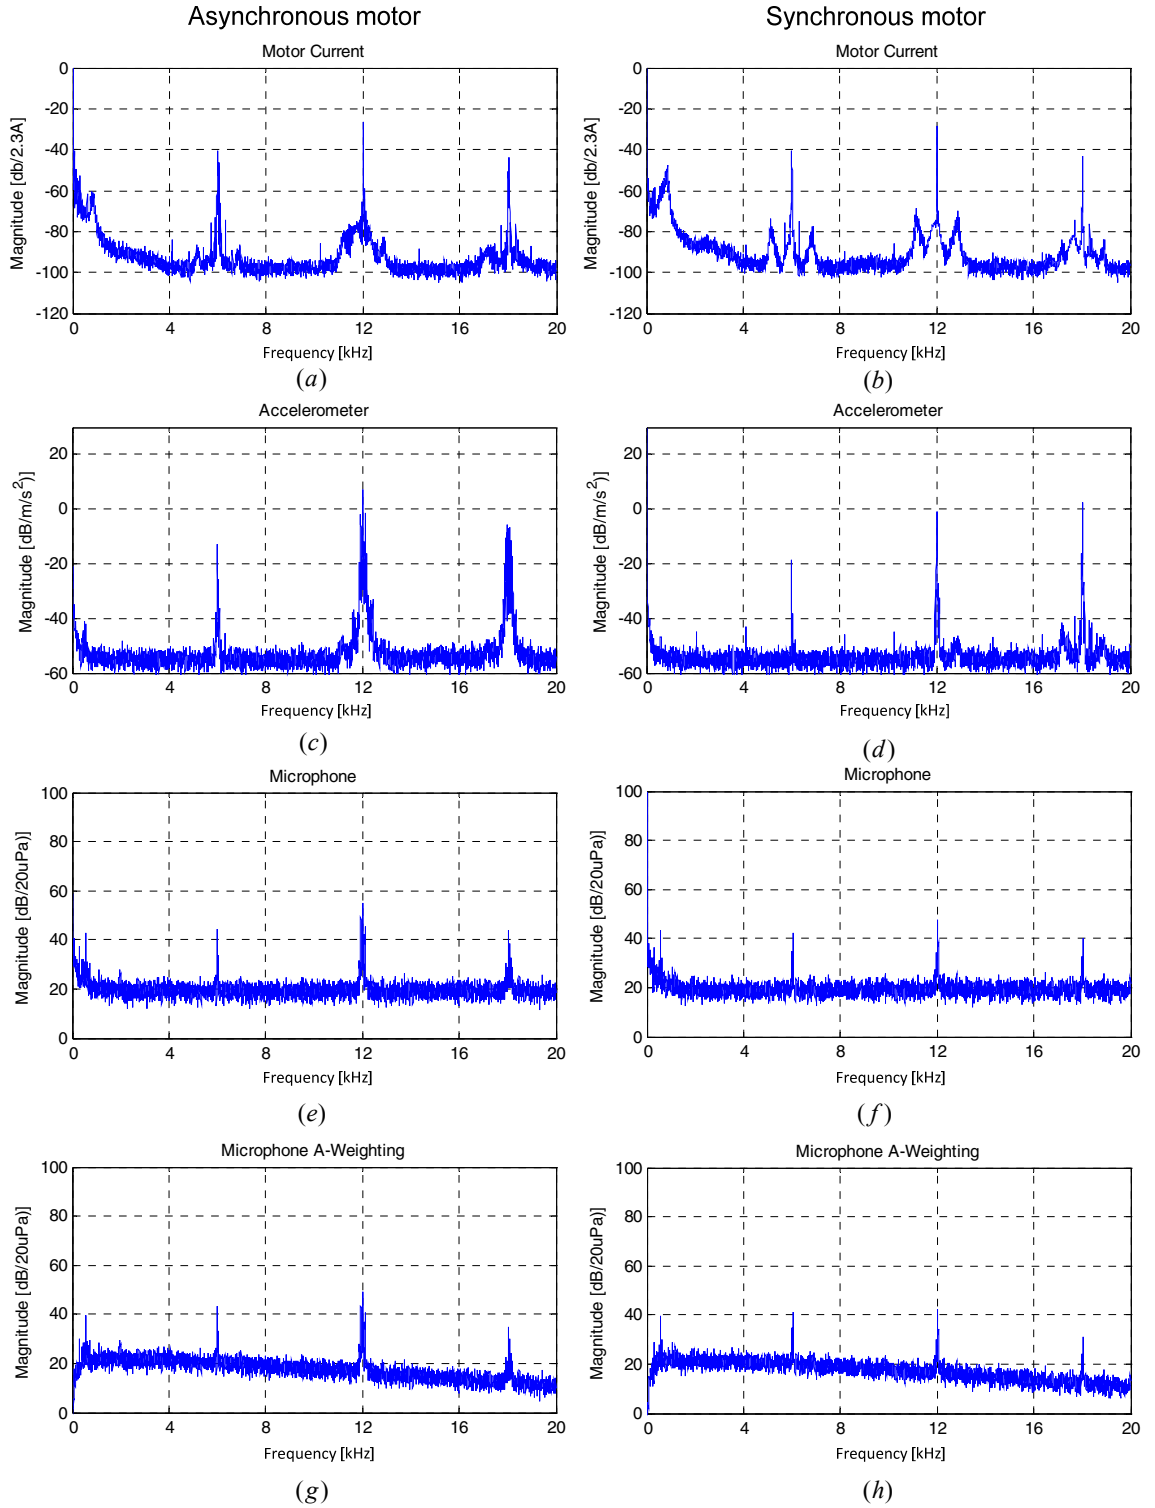 Asynchronous motor
Synchronous motor
Motor Current
0
-20
-40
-60
-80
-100
-120
Magnitude [db/2.3A]
0 4 8 12 16 20
Frequency [kHz]
(a)
Motor Current
0
-20
-40
-60
-80
-100
-120
Magnitude [db/2.3A]
0 4 8 12 16 20
Frequency [kHz]
(b)
Accelerometer
20
0
-20
-40
-60
Magnitude [dB/m/s2)]
0 4 8 12 16 20
Frequency [kHz]
(c)
Accelerometer
20
0
-20
-40
-60
Magnitude [dB/m/s2)]
0 4 8 12 16 20
Frequency [kHz]
(d)
Microphone
100
80
60
40
20
0
Magnitude [dB/20uPa)]
0 4 8 12 16 20
Frequency [kHz]
(e)
Microphone
100
80
60
40
20
0
Magnitude [dB/20uPa)]
0 4 8 12 16 20
Frequency [kHz]
(f)
Microphone A-Weighting
100
80
60
40
20
0
Magnitude [dB/20uPa)]
0 4 8 12 16 20
Frequency [kHz]
(g)
Microphone A-Weighting
100
80
60
40
20
0
Magnitude [dB/20uPa)]
0 4 8 12 16 20
Frequency [kHz]
(h)